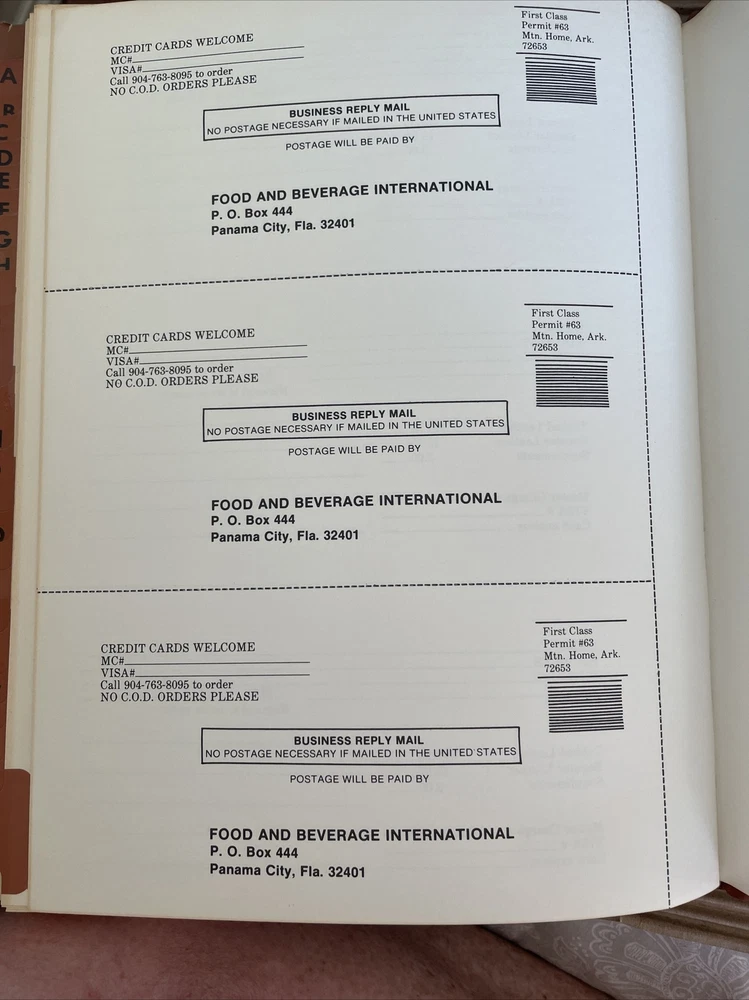 CREDIT CARDS WELCOME
MC#
VISA#
Call 904-763-8095 to order
NO C.O.D. ORDERS PLEASE
First Class
Permit #63
Mtn. Home, Ark.
72653
BUSINESS REPLY MAIL
NO POSTAGE NECESSARY IF MAILED IN THE UNITED STATES
POSTAGE WILL BE PAID BY
FOOD AND BEVERAGE INTERNATIONAL
P. O. Box 444
Panama City, Fla. 32401
CREDIT CARDS WELCOME
MC#
VISA#
Call 904-763-8095 to order
NO C.O.D. ORDERS PLEASE
First Class
Permit #63
Mtn. Home, Ark.
72653
BUSINESS REPLY MAIL
NO POSTAGE NECESSARY IF MAILED IN THE UNITED STATES
POSTAGE WILL BE PAID BY
FOOD AND BEVERAGE INTERNATIONAL
P. O. Box 444
Panama City, Fla. 32401
CREDIT CARDS WELCOME
MC#
VISA#
Call 904-763-8095 to order
NO C.O.D. ORDERS PLEASE
First Class
Permit #63
Mtn. Home, Ark.
72653
BUSINESS REPLY MAIL
NO POSTAGE NECESSARY IF MAILED IN THE UNITED STATES
POSTAGE WILL BE PAID BY
FOOD AND BEVERAGE INTERNATIONAL
P. O. Box 444
Panama City, Fla. 32401